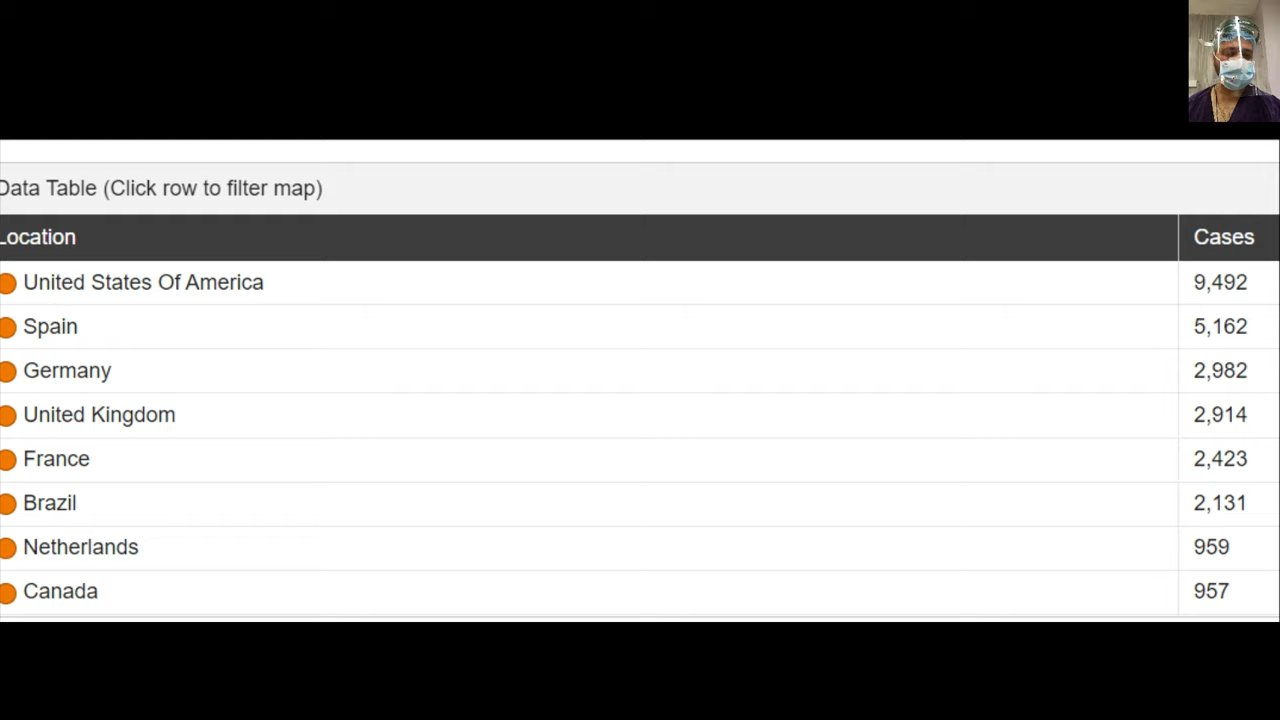 Data Table (Click row to filter map)
Location Cases
United States Of America 9,492
Spain 5,162
Germany 2,982
United Kingdom 2,914
France 2,423
Brazil 2,131
Netherlands 959
Canada 957